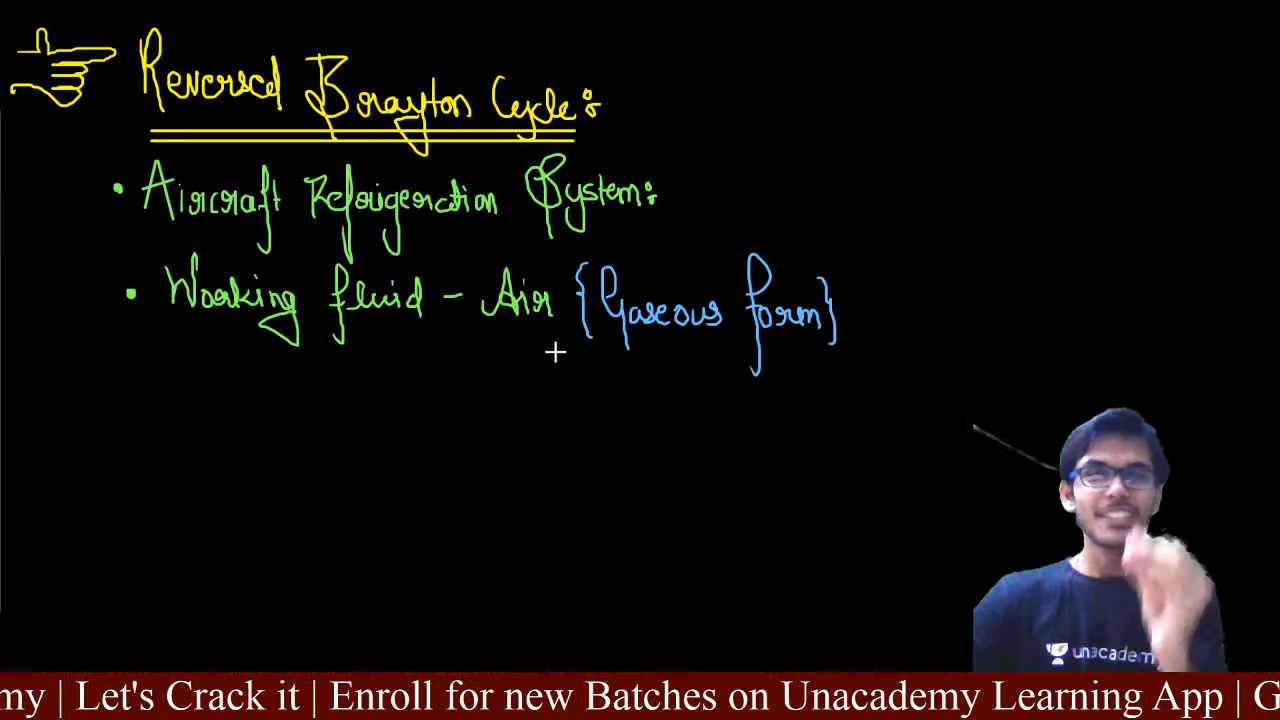 Reversed Brayton Cycle:
• Aircraft Refrigeration System:
• Working fluid - Air {Gaseous form}
unacademy
my | Let's Crack it | Enroll for new Batches on Unacademy Learning App | G